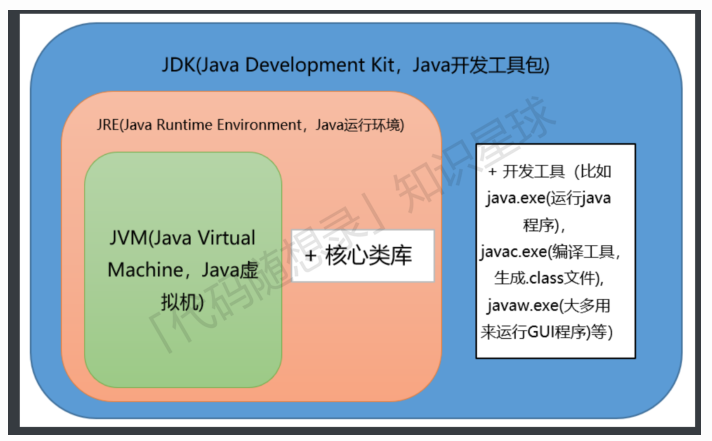 JDK(Java Development Kit，Java开发工具包)
JRE(Java Runtime Environment，Java运行环境)
JVM(Java Virtual
Machine，Java虚
拟机)
+ 核心类库
+ 开发工具（比如
java.exe(运行java
程序)，
javac.exe(编译工具，
生成.class文件),
javaw.exe(大多用
来运行GUI程序)等）
「代码随想录」知识星球